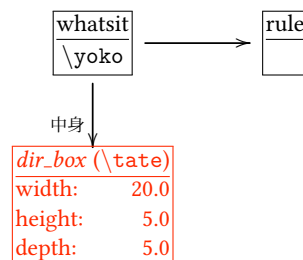 whatsit
\yoko
rule
中身
dir_box (\tate)
width: 20.0
height: 5.0
depth: 5.0